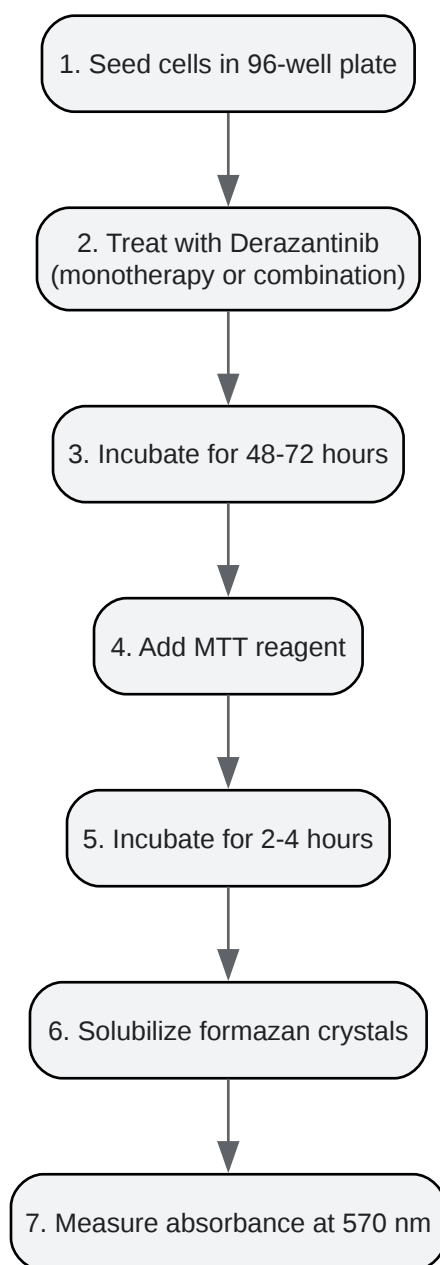 1. Seed cells in 96-well plate
2. Treat with Derazantinib
(monotherapy or combination)
3. Incubate for 48-72 hours
4. Add MTT reagent
5. Incubate for 2-4 hours
6. Solubilize formazan crystals
7. Measure absorbance at 570 nm